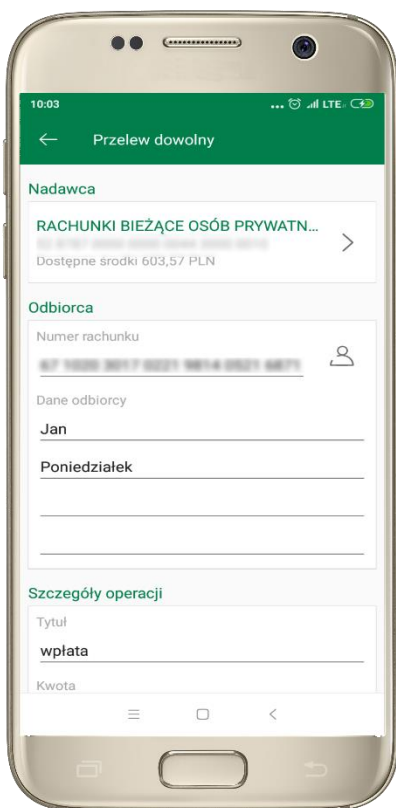 10:03
... LTE
Przelew dowolny
Nadawca
RACHUNKI BIEŻĄCE OSÓB PRYWATN...
Dostępne środki 603,57 PLN
Odbiorca
Numer rachunku
Dane odbiorcy
Jan
Poniedziałek
Szczegóły operacji
Tytuł
wpłata
Kwota